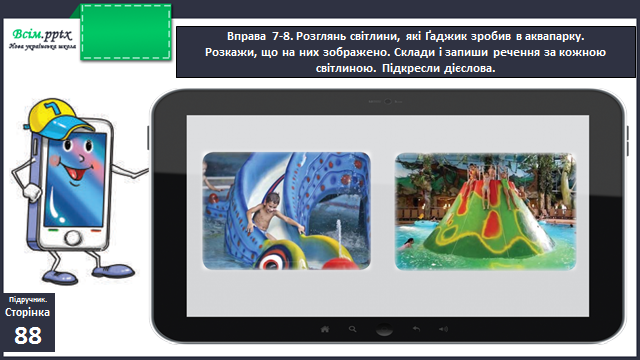 Всім.pptx
Нова українська школа
Вправа 7-8. Розглянь світлини, які Ґаджик зробив в аквапарку.
Розкажи, що на них зображено. Склади і запиши речення за кожною
світлиною. Підкресли дієслова.
Підручник.
Сторінка
88